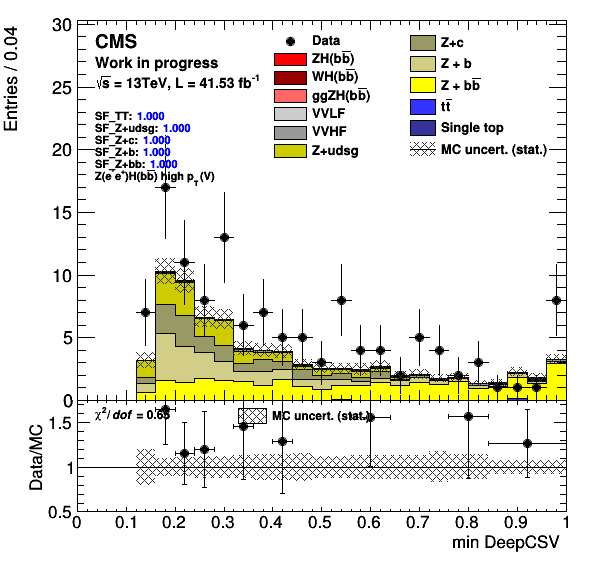 Entries / 0.04
30
25
20
15
10
5
0
CMS
Work in progress
√s = 13TeV, L = 41.53 fb⁻¹
SF_TT: 1.000
SF_Z+udsg: 1.000
SF_Z+c: 1.000
SF_Z+b: 1.000
SF_Z+bb: 1.000
Z(e⁻e⁺)H(bb̅) high p_T(V)
Data
ZH(bb̅)
WH(bb̅)
ggZH(bb̅)
VVLF
VVHF
Z+udsg
Z+c
Z + b
Z + bb̅
tt̅
Single top
MC uncert. (stat.)
Data/MC
1.5
1
0.5
χ²/dof = 0.65
MC uncert. (stat.)
0 0.1 0.2 0.3 0.4 0.5 0.6 0.7 0.8 0.9 1
min DeepCSV